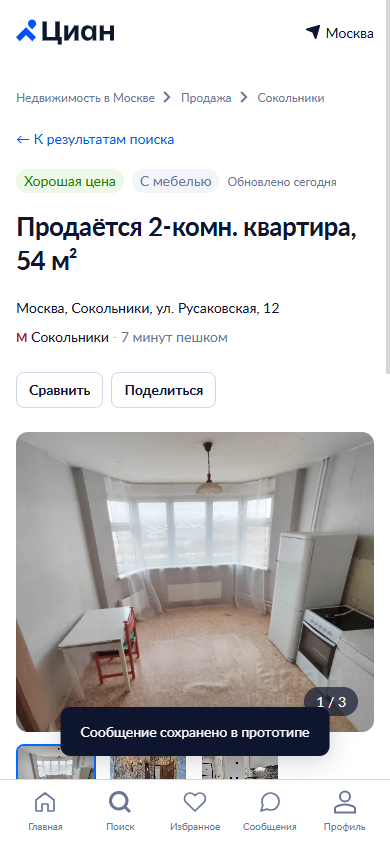 Циан
Москва
Недвижимость в Москве > Продажа > Сокольники
← К результатам поиска
Хорошая цена С мебелью Обновлено сегодня
Продаётся 2-комн. квартира,
54 м²
Москва, Сокольники, ул. Русаковская, 12
М Сокольники · 7 минут пешком
Сравнить Поделиться
1 / 3
Сообщение сохранено в прототипе
Главная Поиск Избранное Сообщения Профиль